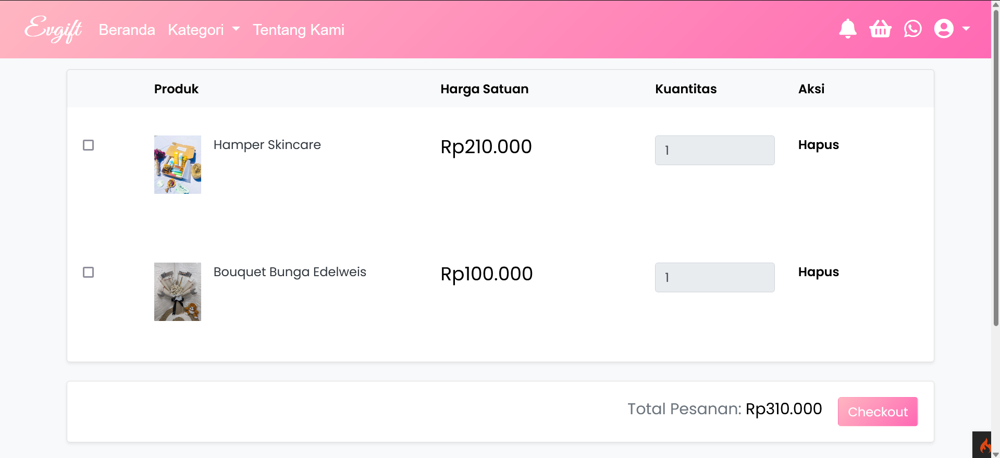 Evgift Beranda Kategori Tentang Kami
Produk Harga Satuan Kuantitas Aksi
Hamper Skincare Rp210.000 1 Hapus
Bouquet Bunga Edelweis Rp100.000 1 Hapus
Total Pesanan: Rp310.000 Checkout